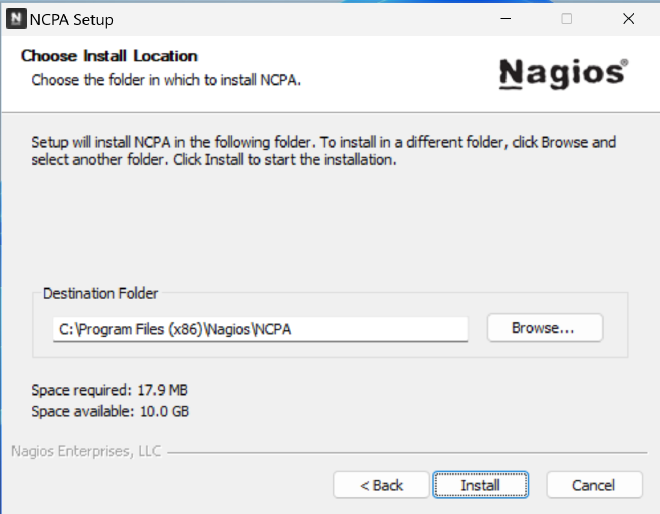 NCPA Setup
Choose Install Location
Choose the folder in which to install NCPA.
Nagios®
Setup will install NCPA in the following folder. To install in a different folder, click Browse and
select another folder. Click Install to start the installation.
Destination Folder
C:\Program Files (x86)\Nagios\NCPA
Browse...
Space required: 17.9 MB
Space available: 10.0 GB
Nagios Enterprises, LLC
< Back
Install
Cancel